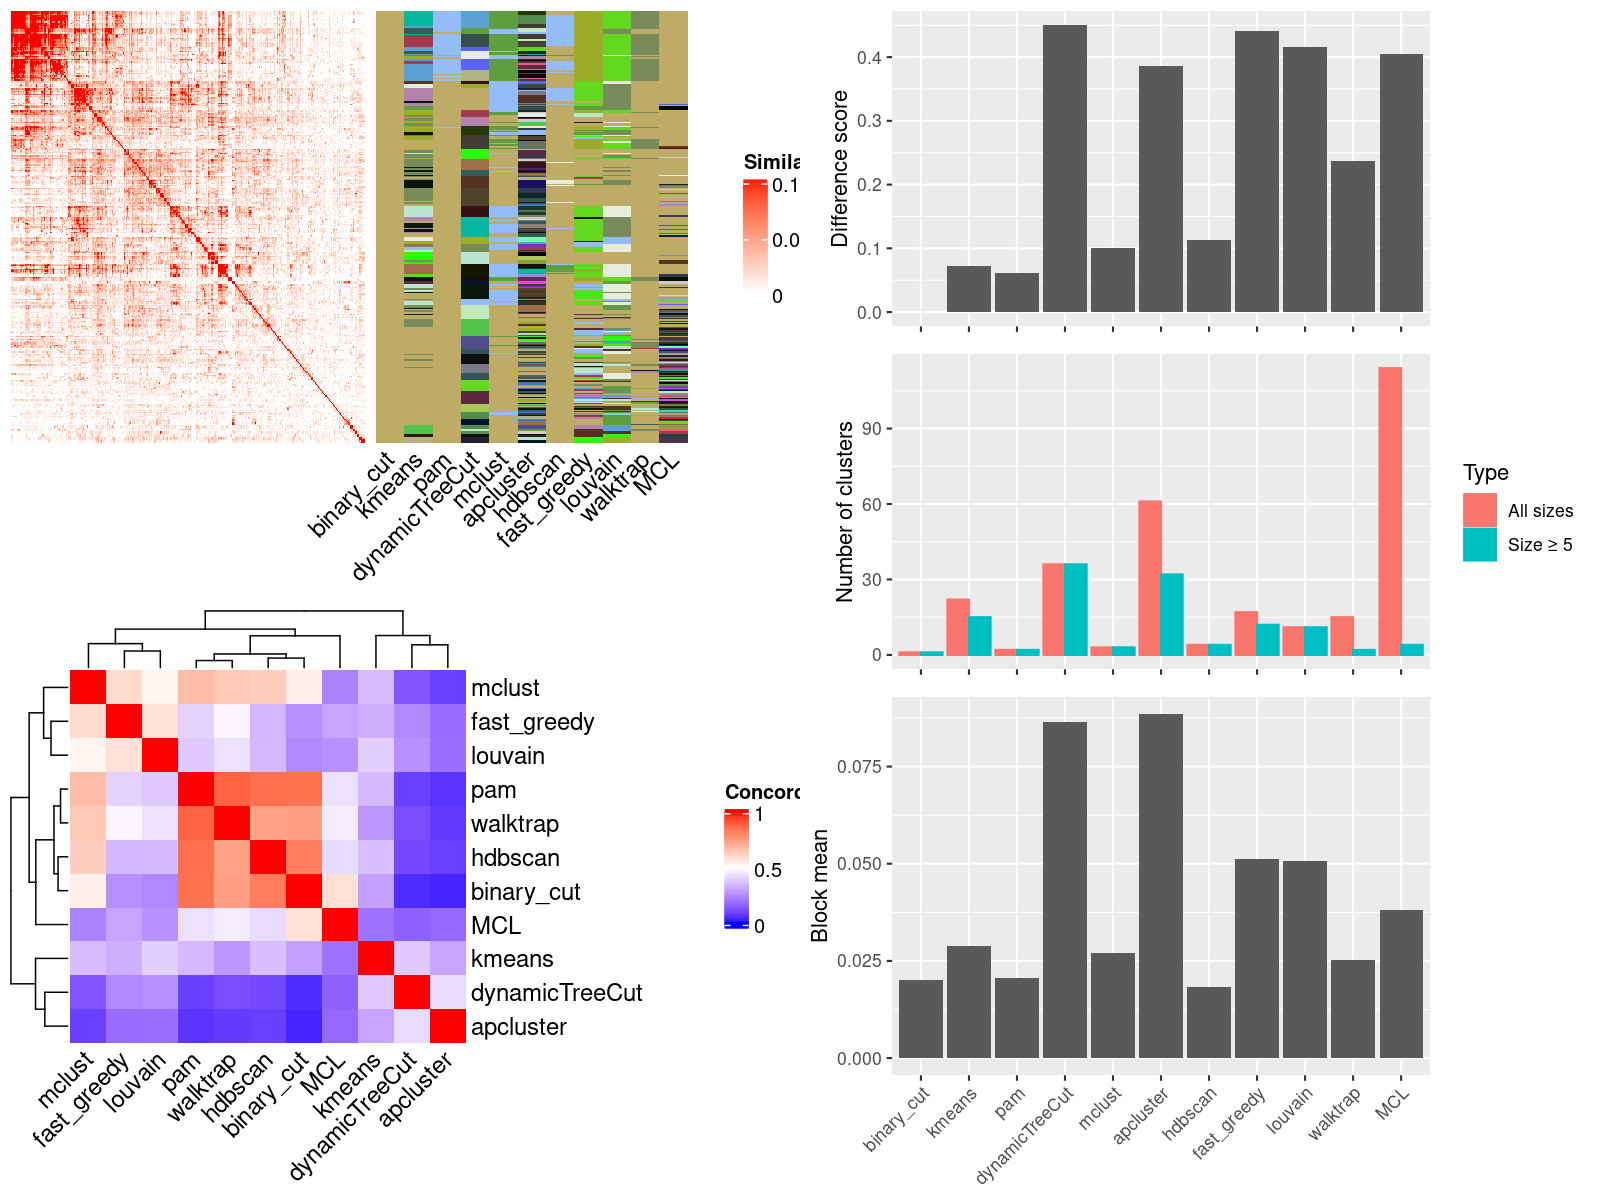 Simila
0.1
0.0
0
binary_cut
kmeans
pam
dynamicTreeCut
mclust
apcluster
hdbscan
fast_greedy
louvain
walktrap
MCL
mclust
fast_greedy
louvain
pam
walktrap
hdbscan
binary_cut
MCL
kmeans
dynamicTreeCut
apcluster
mclust
fast_greedy
louvain
pam
walktrap
hdbscan
binary_cut
MCL
kmeans
dynamicTreeCut
apcluster
Concord
1
0.5
0
Difference score
0.4
0.3
0.2
0.1
0.0
Number of clusters
90
60
30
0
Type
All sizes
Size ≥ 5
Block mean
0.075
0.050
0.025
0.000
binary_cut
kmeans
pam
dynamicTreeCut
mclust
apcluster
hdbscan
fast_greedy
louvain
walktrap
MCL